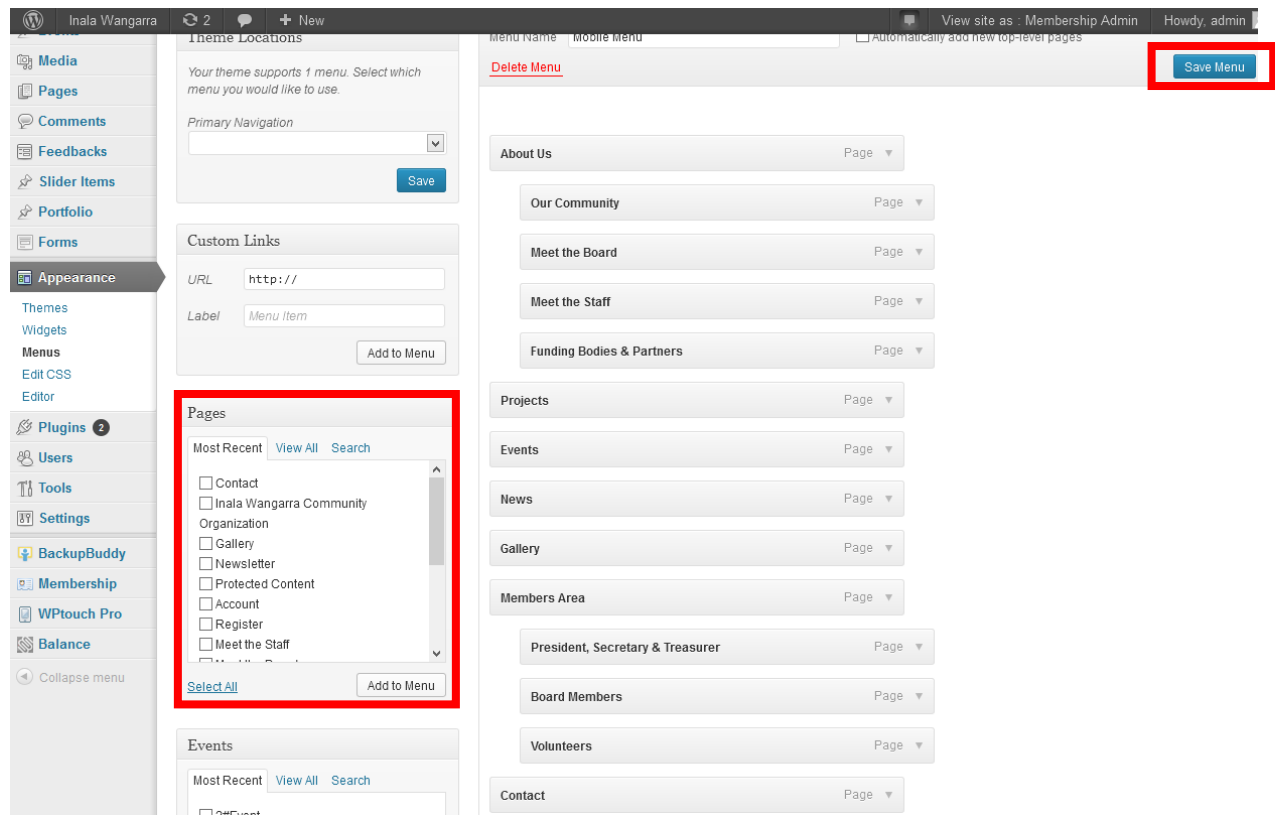 Inala Wangarra 2 + New View site as : Membership Admin Howdy, admin
Media
Pages
Comments
Feedbacks
Slider Items
Portfolio
Forms
Appearance
Themes
Widgets
Menus
Edit CSS
Editor
Plugins 2
Users
Tools
Settings
BackupBuddy
Membership
WPtouch Pro
Balance
Collapse menu
Theme Locations
Your theme supports 1 menu. Select which
menu you would like to use.
Primary Navigation
Save
Custom Links
URL http://
Label Menu Item
Add to Menu
Pages
Most Recent View All Search
Contact
Inala Wangarra Community
Organization
Gallery
Newsletter
Protected Content
Account
Register
Meet the Staff
Select All Add to Menu
Events
Most Recent View All Search
Menu Name Mobile Menu Automatically add new top-level pages
Delete Menu Save Menu
About Us Page
Our Community Page
Meet the Board Page
Meet the Staff Page
Funding Bodies & Partners Page
Projects Page
Events Page
News Page
Gallery Page
Members Area Page
President, Secretary & Treasurer Page
Board Members Page
Volunteers Page
Contact Page